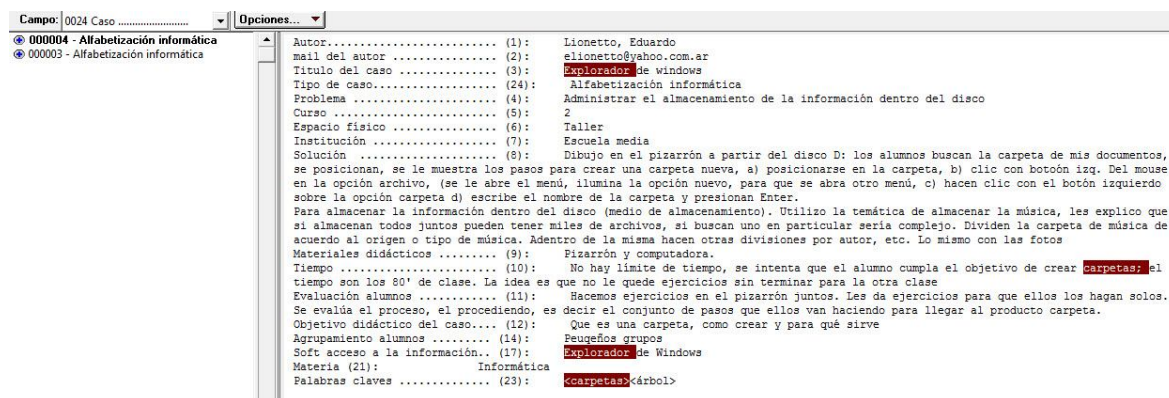 Campo: 0024 Caso ........................ Opciones...
000004 - Alfabetización informática
000003 - Alfabetización informática
Autor.......................... (1): Lionetto, Eduardo
mail del autor ................ (2): elionetto@yahoo.com.ar
Titulo del caso ............... (3): Explorador de windows
Tipo de caso................... (24): Alfabetización informática
Problema ...................... (4): Administrar el almacenamiento de la información dentro del disco
Curso ......................... (5): 2
Espacio físico ................ (6): Taller
Institución ................... (7): Escuela media
Solución ..................... (8): Dibujo en el pizarrón a partir del disco D: los alumnos buscan la carpeta de mis documentos,
se posicionan, se le muestra los pasos para crear una carpeta nueva, a) posicionarse en la carpeta, b) clic con botoón izq. Del mouse
en la opción archivo, (se le abre el menú, ilumina la opción nuevo, para que se abra otro menú, c) hacen clic con el botón izquierdo
sobre la opción carpeta d) escribe el nombre de la carpeta y presionan Enter.
Para almacenar la información dentro del disco (medio de almacenamiento). Utilizo la temática de almacenar la música, les explico que
si almacenan todos juntos pueden tener miles de archivos, si buscan uno en particular sería complejo. Dividen la carpeta de música de
acuerdo al origen o tipo de música. Adentro de la misma hacen otras divisiones por autor, etc. Lo mismo con las fotos
Materiales didácticos ......... (9): Pizarrón y computadora.
Tiempo ........................ (10): No hay límite de tiempo, se intenta que el alumno cumpla el objetivo de crear carpetas; el
tiempo son los 80' de clase. La idea es que no le quede ejercicios sin terminar para la otra clase
Evaluación alumnos ............ (11): Hacemos ejercicios en el pizarrón juntos. Les da ejercicios para que ellos los hagan solos.
Se evalúa el proceso, el procediendo, es decir el conjunto de pasos que ellos van haciendo para llegar al producto carpeta.
Objetivo didáctico del caso.... (12): Que es una carpeta, como crear y para qué sirve
Agrupamiento alumnos ......... (14): Peuqeños grupos
Soft acceso a la información.. (17): Explorador de Windows
Materia (21): Informática
Palabras claves .............. (23): <carpetas><árbol>